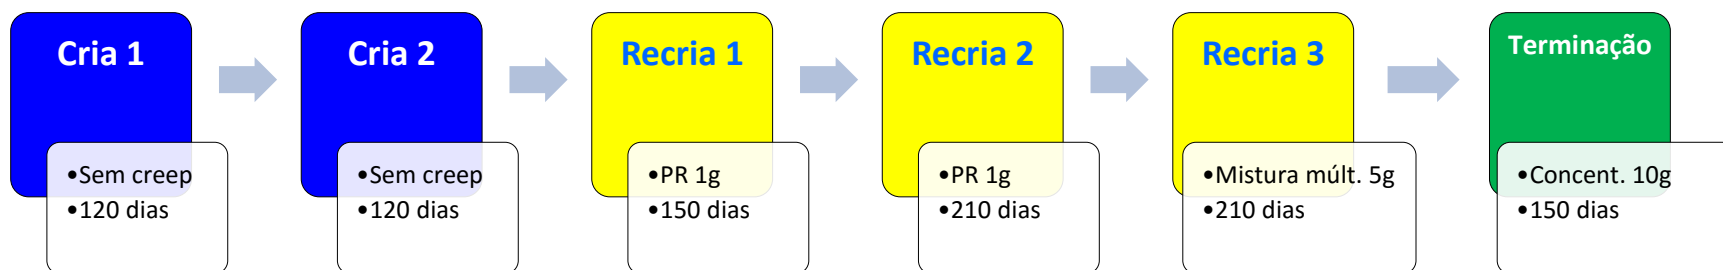 Cria 1
•Sem creep
•120 dias
Cria 2
•Sem creep
•120 dias
Recria 1
•PR 1g
•150 dias
Recria 2
•PR 1g
•210 dias
Recria 3
•Mistura múlt. 5g
•210 dias
Terminação
•Concent. 10g
•150 dias